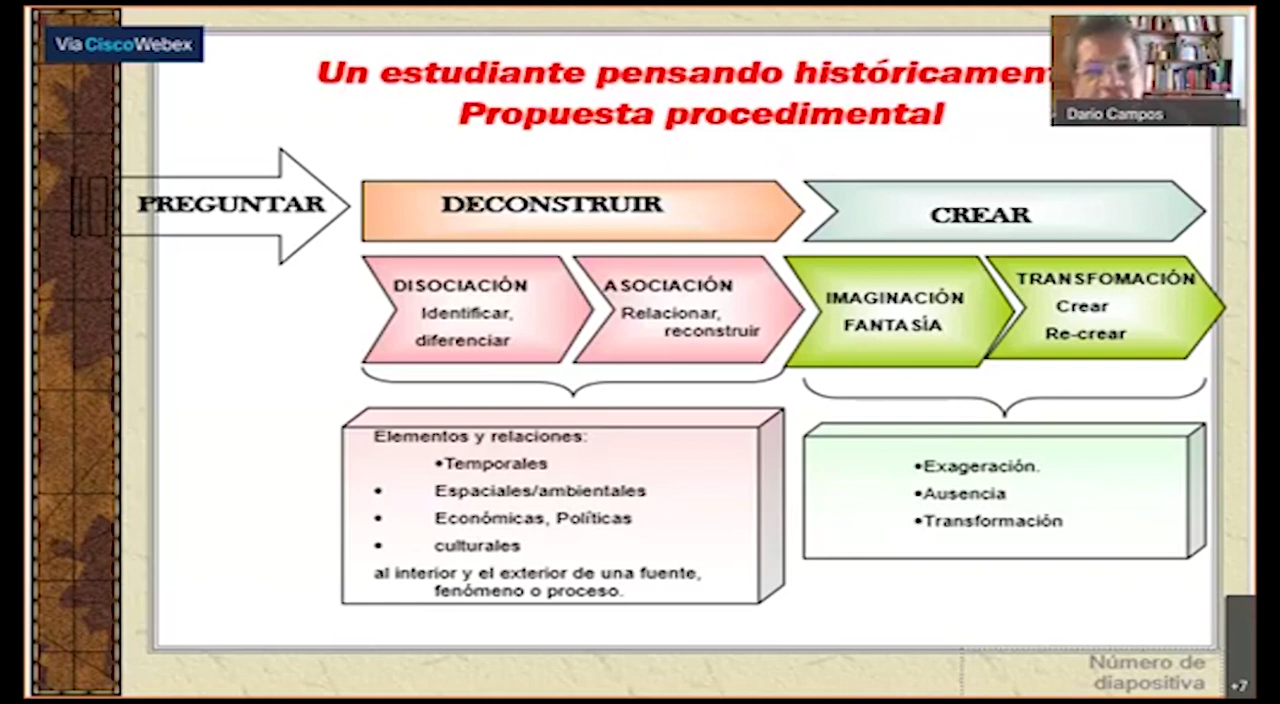 Via CiscoWebex
Un estudiante pensando históricamen
Propuesta procedimental
Dario Campos
PREGUNTAR
DECONSTRUIR
CREAR
DISOCIACIÓN
Identificar,
diferenciar
ASOCIACIÓN
Relacionar,
reconstruir
IMAGINACIÓN
FANTASÍA
TRANSFOMACIÓN
Crear
Re-crear
Elementos y relaciones:
•Temporales
• Espaciales/ambientales
• Económicas, Políticas
• culturales
al interior y el exterior de una fuente,
fenómeno o proceso.
•Exageración.
•Ausencia
•Transformación
Número de
diapositiva
+7